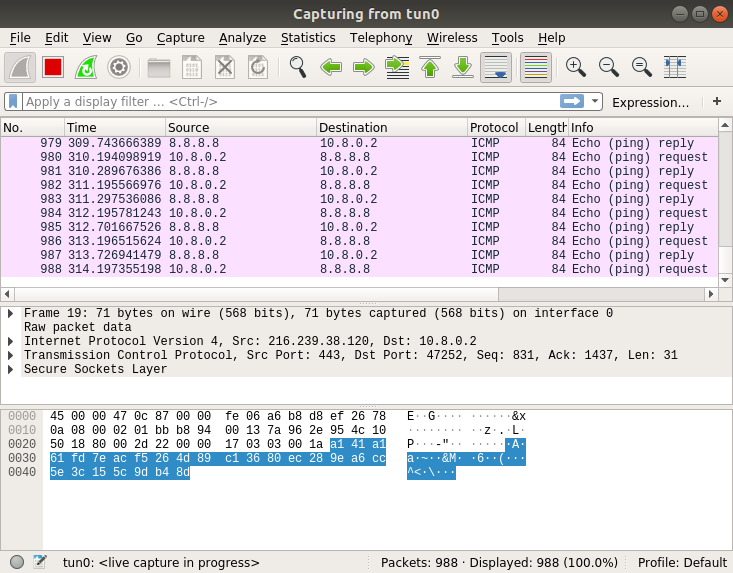 Capturing from tun0
File Edit View Go Capture Analyze Statistics Telephony Wireless Tools Help
Apply a display filter ... <Ctrl-/> Expression... +
No. Time Source Destination Protocol Length Info
979 309.743666389 8.8.8.8 10.8.0.2 ICMP 84 Echo (ping) reply
980 310.194098919 10.8.0.2 8.8.8.8 ICMP 84 Echo (ping) request
981 310.289676386 8.8.8.8 10.8.0.2 ICMP 84 Echo (ping) reply
982 311.195566976 10.8.0.2 8.8.8.8 ICMP 84 Echo (ping) request
983 311.297536086 8.8.8.8 10.8.0.2 ICMP 84 Echo (ping) reply
984 312.195781243 10.8.0.2 8.8.8.8 ICMP 84 Echo (ping) request
985 312.701667526 8.8.8.8 10.8.0.2 ICMP 84 Echo (ping) reply
986 313.196515624 10.8.0.2 8.8.8.8 ICMP 84 Echo (ping) request
987 313.726941479 8.8.8.8 10.8.0.2 ICMP 84 Echo (ping) reply
988 314.197355198 10.8.0.2 8.8.8.8 ICMP 84 Echo (ping) request
Frame 19: 71 bytes on wire (568 bits), 71 bytes captured (568 bits) on interface 0
Raw packet data
Internet Protocol Version 4, Src: 216.239.38.120, Dst: 10.8.0.2
Transmission Control Protocol, Src Port: 443, Dst Port: 47252, Seq: 831, Ack: 1437, Len: 31
Secure Sockets Layer
0000 45 00 00 47 0c 87 00 00 fe 06 a6 b8 d8 ef 26 78 E··G···· ······&x
0010 0a 08 00 02 01 bb b8 94 00 13 7a 96 2e 95 4c 10 ········ ··z·.·L·
0020 50 18 80 00 2d 22 00 00 17 03 03 00 1a a1 41 a1 P···-"·· ······A·
0030 61 fd 7e ac f5 26 4d 89 c1 36 80 ec 28 9e a6 cc a·~··&M· ·6··(···
0040 5e 3c 15 5c 9d b4 8d ^<·\···
tun0: <live capture in progress> Packets: 988 · Displayed: 988 (100.0%) Profile: Default